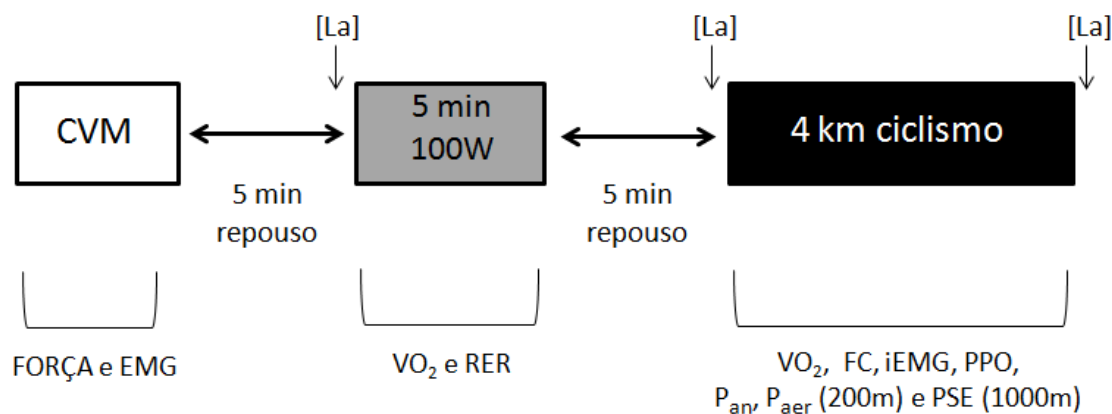 [La]
[La]
[La]
CVM
5 min
100W
4 km ciclismo
5 min
repouso
5 min
repouso
FORÇA e EMG
VO₂ e RER
VO₂, FC, iEMG, PPO,
Pₐₙ, Pₐₑᵣ (200m) e PSE (1000m)